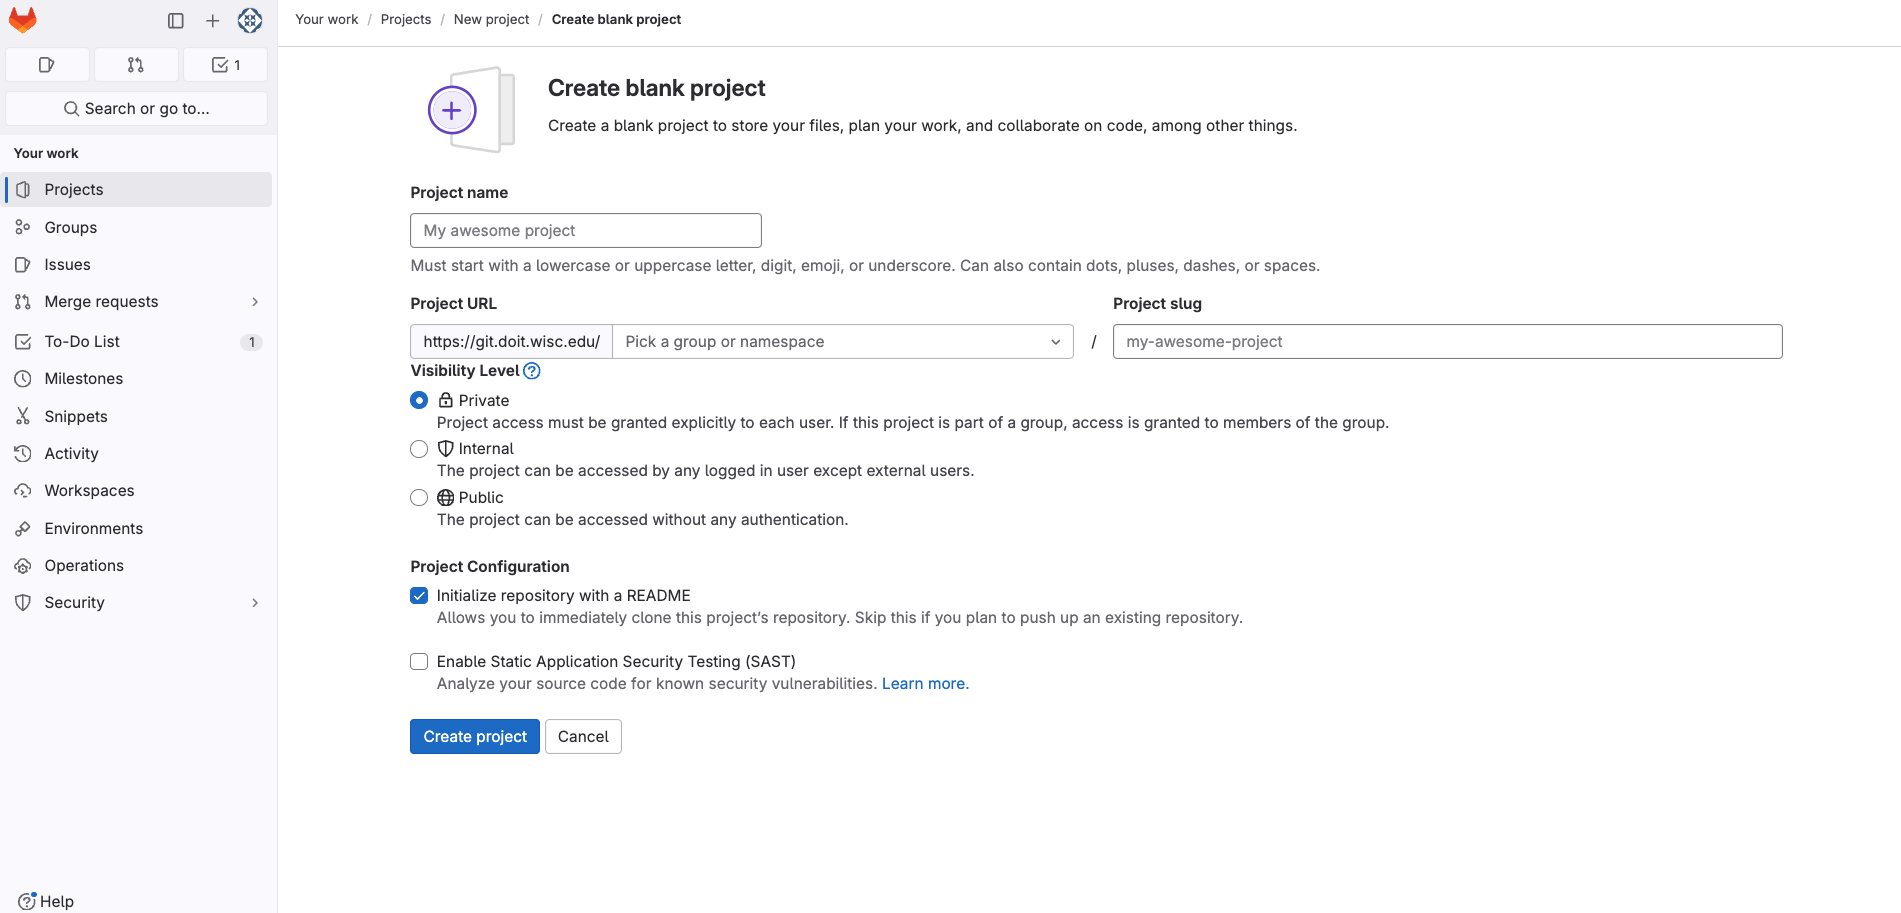 Your work / Projects / New project / Create blank project
1
Search or go to...
Your work
Projects
Groups
Issues
Merge requests
To-Do List 1
Milestones
Snippets
Activity
Workspaces
Environments
Operations
Security
Help
Create blank project
Create a blank project to store your files, plan your work, and collaborate on code, among other things.
Project name
My awesome project
Must start with a lowercase or uppercase letter, digit, emoji, or underscore. Can also contain dots, pluses, dashes, or spaces.
Project URL
https://git.doit.wisc.edu/ Pick a group or namespace
/
Project slug
my-awesome-project
Visibility Level
Private
Project access must be granted explicitly to each user. If this project is part of a group, access is granted to members of the group.
Internal
The project can be accessed by any logged in user except external users.
Public
The project can be accessed without any authentication.
Project Configuration
Initialize repository with a README
Allows you to immediately clone this project’s repository. Skip this if you plan to push up an existing repository.
Enable Static Application Security Testing (SAST)
Analyze your source code for known security vulnerabilities. Learn more.
Create project
Cancel